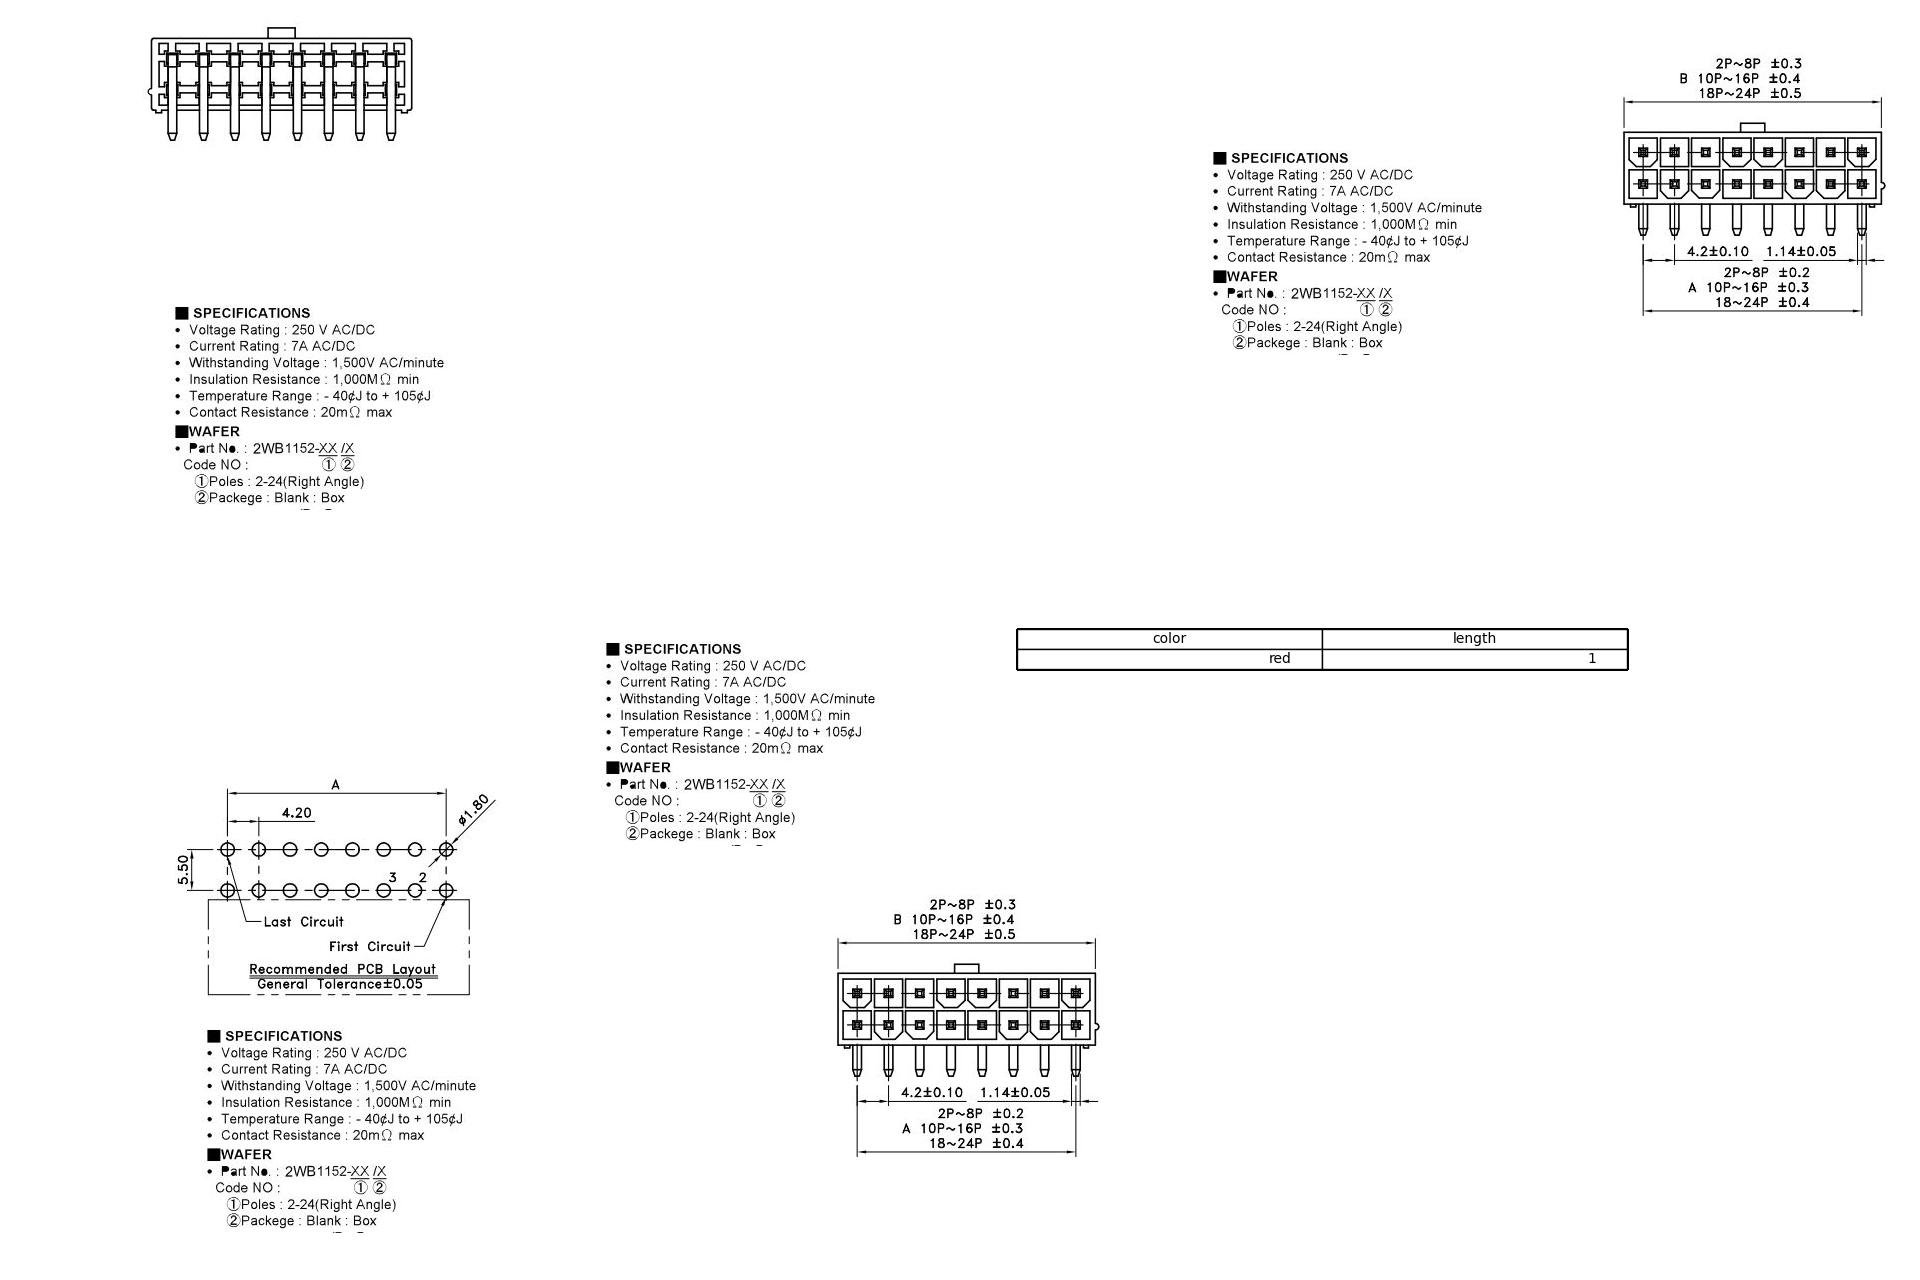 2P~8P ±0.3
B 10P~16P ±0.4
18P~24P ±0.5
4.2±0.10 1.14±0.05
2P~8P ±0.2
A 10P~16P ±0.3
18~24P ±0.4
■ SPECIFICATIONS
• Voltage Rating : 250 V AC/DC
• Current Rating : 7A AC/DC
• Withstanding Voltage : 1,500V AC/minute
• Insulation Resistance : 1,000MΩ min
• Temperature Range : - 40¢J to + 105¢J
• Contact Resistance : 20mΩ max
■WAFER
• Part No. : 2WB1152-XX /X
Code NO : ① ②
①Poles : 2-24(Right Angle)
②Packege : Blank : Box
■ SPECIFICATIONS
• Voltage Rating : 250 V AC/DC
• Current Rating : 7A AC/DC
• Withstanding Voltage : 1,500V AC/minute
• Insulation Resistance : 1,000MΩ min
• Temperature Range : - 40¢J to + 105¢J
• Contact Resistance : 20mΩ max
■WAFER
• Part No. : 2WB1152-XX /X
Code NO : ① ②
①Poles : 2-24(Right Angle)
②Packege : Blank : Box
color length
red 1
■ SPECIFICATIONS
• Voltage Rating : 250 V AC/DC
• Current Rating : 7A AC/DC
• Withstanding Voltage : 1,500V AC/minute
• Insulation Resistance : 1,000MΩ min
• Temperature Range : - 40¢J to + 105¢J
• Contact Resistance : 20mΩ max
■WAFER
• Part No. : 2WB1152-XX /X
Code NO : ① ②
①Poles : 2-24(Right Angle)
②Packege : Blank : Box
A
4.20
ø1.80
5.50
3 2
Last Circuit
First Circuit
Recommended PCB Layout
General Tolerance±0.05
2P~8P ±0.3
B 10P~16P ±0.4
18P~24P ±0.5
4.2±0.10 1.14±0.05
2P~8P ±0.2
A 10P~16P ±0.3
18~24P ±0.4
■ SPECIFICATIONS
• Voltage Rating : 250 V AC/DC
• Current Rating : 7A AC/DC
• Withstanding Voltage : 1,500V AC/minute
• Insulation Resistance : 1,000MΩ min
• Temperature Range : - 40¢J to + 105¢J
• Contact Resistance : 20mΩ max
■WAFER
• Part No. : 2WB1152-XX /X
Code NO : ① ②
①Poles : 2-24(Right Angle)
②Packege : Blank : Box